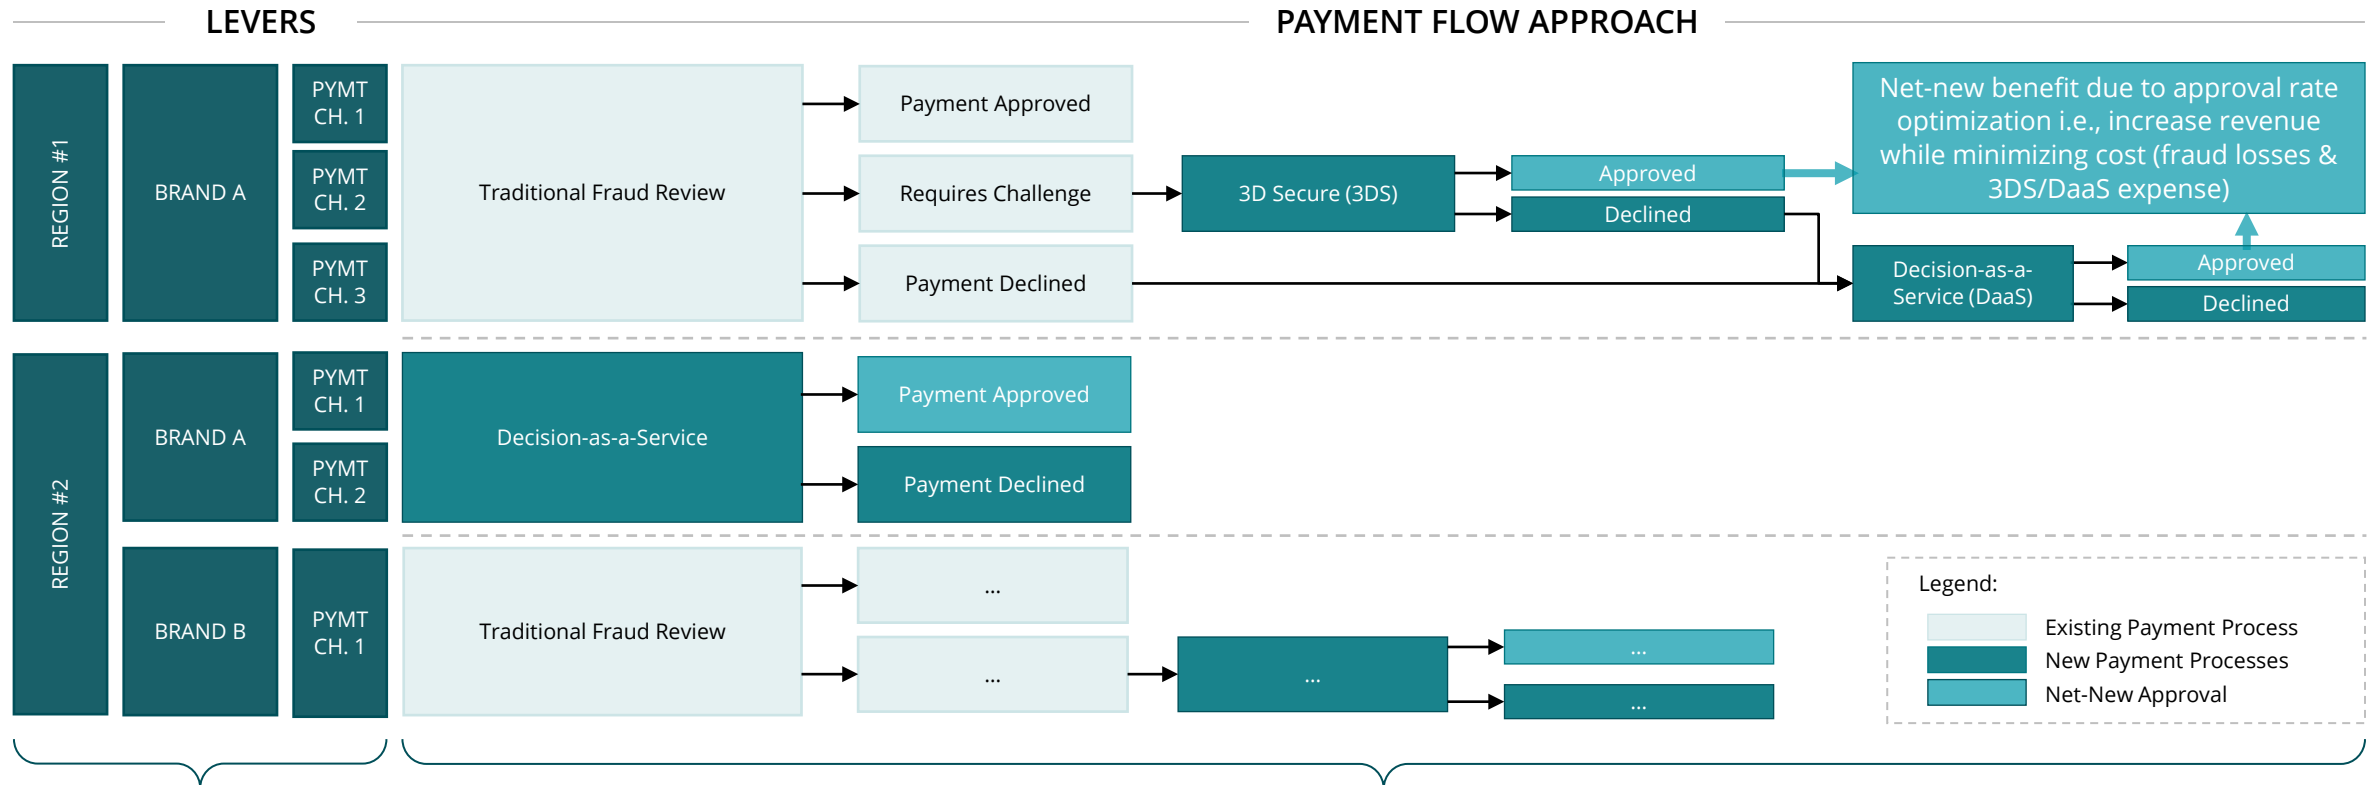 LEVERS
PAYMENT FLOW APPROACH
REGION #1
BRAND A
PYMT
CH. 1
PYMT
CH. 2
PYMT
CH. 3
Traditional Fraud Review
Payment Approved
Requires Challenge
Payment Declined
3D Secure (3DS)
Approved
Declined
Net-new benefit due to approval rate
optimization i.e., increase revenue
while minimizing cost (fraud losses &
3DS/DaaS expense)
Decision-as-a-
Service (DaaS)
Approved
Declined
REGION #2
BRAND A
PYMT
CH. 1
PYMT
CH. 2
Decision-as-a-Service
Payment Approved
Payment Declined
BRAND B
PYMT
CH. 1
Traditional Fraud Review
...
...
...
...
...
Legend:
Existing Payment Process
New Payment Processes
Net-New Approval